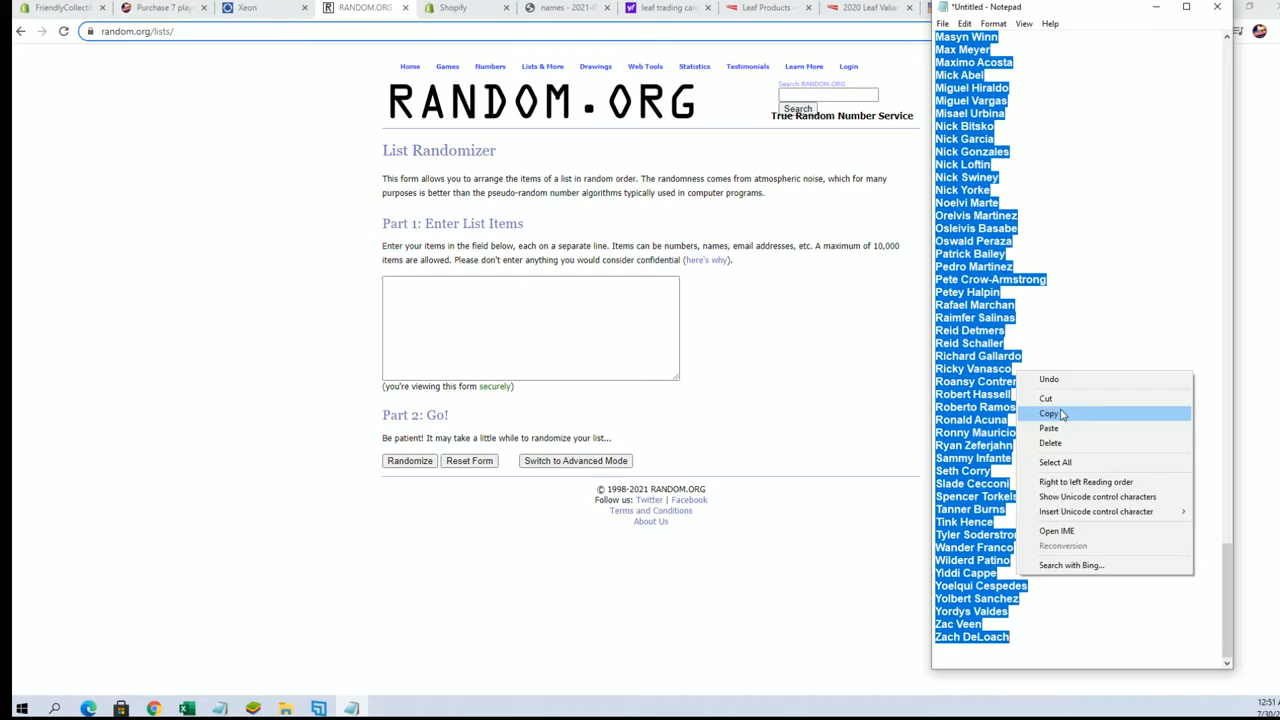 FriendlyCollect
Purchase 7 playe
Xeon
RANDOM.ORG
Shopify
names - 2021-0
leaf trading car
Leaf Products -
2020 Leaf Valian
random.org/lists/
Home Games Numbers Lists & More Drawings Web Tools Statistics Testimonials Learn More Login
RANDOM.ORG
Search RANDOM.ORG
Search
True Random Number Service
List Randomizer
This form allows you to arrange the items of a list in random order. The randomness comes from atmospheric noise, which for many
purposes is better than the pseudo-random number algorithms typically used in computer programs.
Part 1: Enter List Items
Enter your items in the field below, each on a separate line. Items can be numbers, names, email addresses, etc. A maximum of 10,000
items are allowed. Please don't enter anything you would consider confidential (here's why).
(you're viewing this form securely)
Part 2: Go!
Be patient! It may take a little while to randomize your list...
Randomize Reset Form Switch to Advanced Mode
© 1998-2021 RANDOM.ORG
Follow us: Twitter | Facebook
Terms and Conditions
About Us
*Untitled - Notepad
File Edit Format View Help
Masyn Winn
Max Meyer
Maximo Acosta
Mick Abel
Miguel Hiraldo
Miguel Vargas
Misael Urbina
Nick Bitsko
Nick Garcia
Nick Gonzales
Nick Loftin
Nick Swiney
Nick Yorke
Noelvi Marte
Orelvis Martinez
Osleivis Basabe
Oswald Peraza
Patrick Bailey
Pedro Martinez
Pete Crow-Armstrong
Petey Halpin
Rafael Marchan
Raimfer Salinas
Reid Detmers
Reid Schaller
Richard Gallardo
Ricky Vanasco
Roansy Contrer
Robert Hassell
Roberto Ramos
Ronald Acuna
Ronny Mauricio
Ryan Zeferjahn
Sammy Infante
Seth Corry
Slade Cecconi
Spencer Torkels
Tanner Burns
Tink Hence
Tyler Soderstro
Wander Franco
Wilderd Patino
Yiddi Cappe
Yoelqui Cespedes
Yolbert Sanchez
Yordys Valdes
Zac Veen
Zach DeLoach
Undo
Cut
Copy
Paste
Delete
Select All
Right to left Reading order
Show Unicode control characters
Insert Unicode control character
Open IME
Reconversion
Search with Bing...
12:51
7/30/2